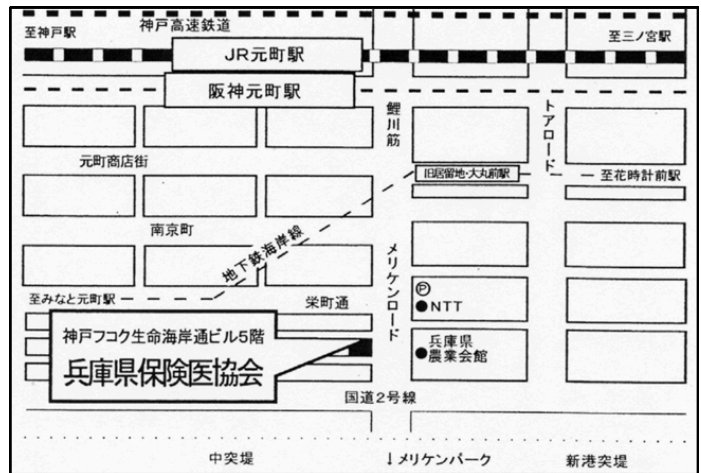 神戸高速鉄道
至神戸駅
至三ノ宮駅
JR元町駅
阪神元町駅
鯉川筋
トアロード
元町商店街
旧居留地・大丸前駅
至花時計前駅
南京町
地下鉄海岸線
メリケンロード
至みなと元町駅
栄町通
Ⓟ
●NTT
神戸フコク生命海岸通ビル5階
兵庫県保険医協会
●兵庫県
農業会館
国道2号線
中突堤
↓メリケンパーク
新港突堤